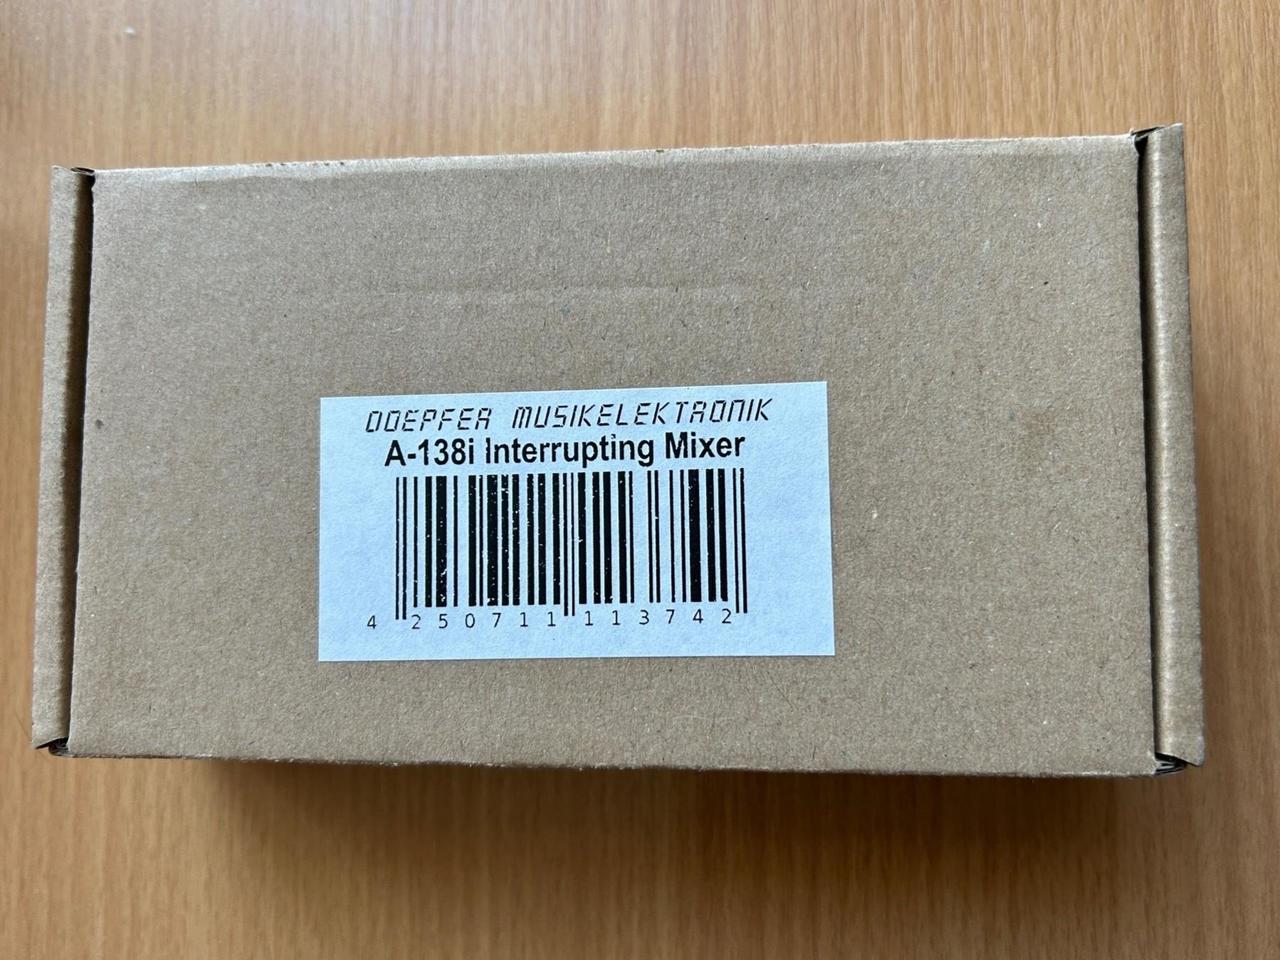 DOEPFER MUSIKELEKTRONIK
A-138i Interrupting Mixer
4 250711 113742